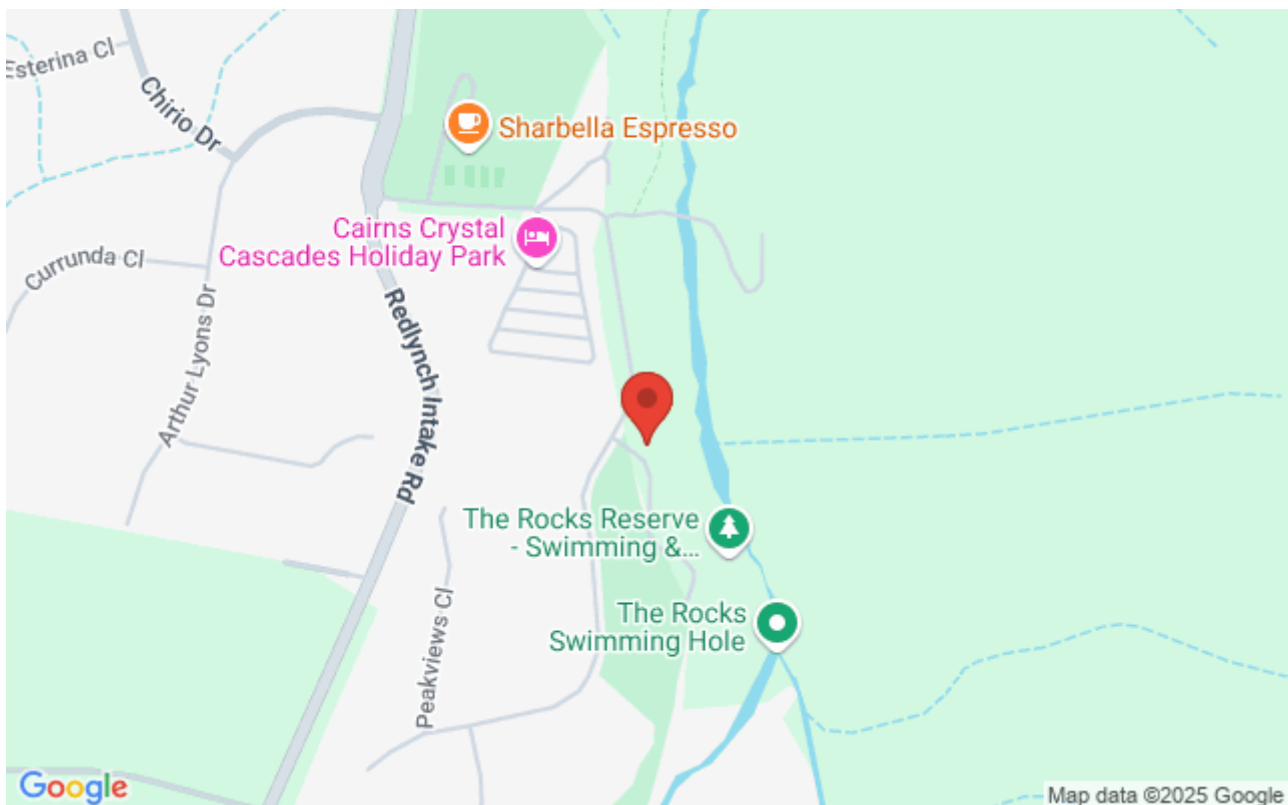 Esterina Cl
Chirio Dr
Sharbella Espresso
Cairns Crystal
Cascades Holiday Park
Currunda Cl
Arthur Lyons Dr
Redlynch Intake Rd
The Rocks Reserve
- Swimming &...
The Rocks
Swimming Hole
Peakviews Cl
Google
Map data ©2025 Google